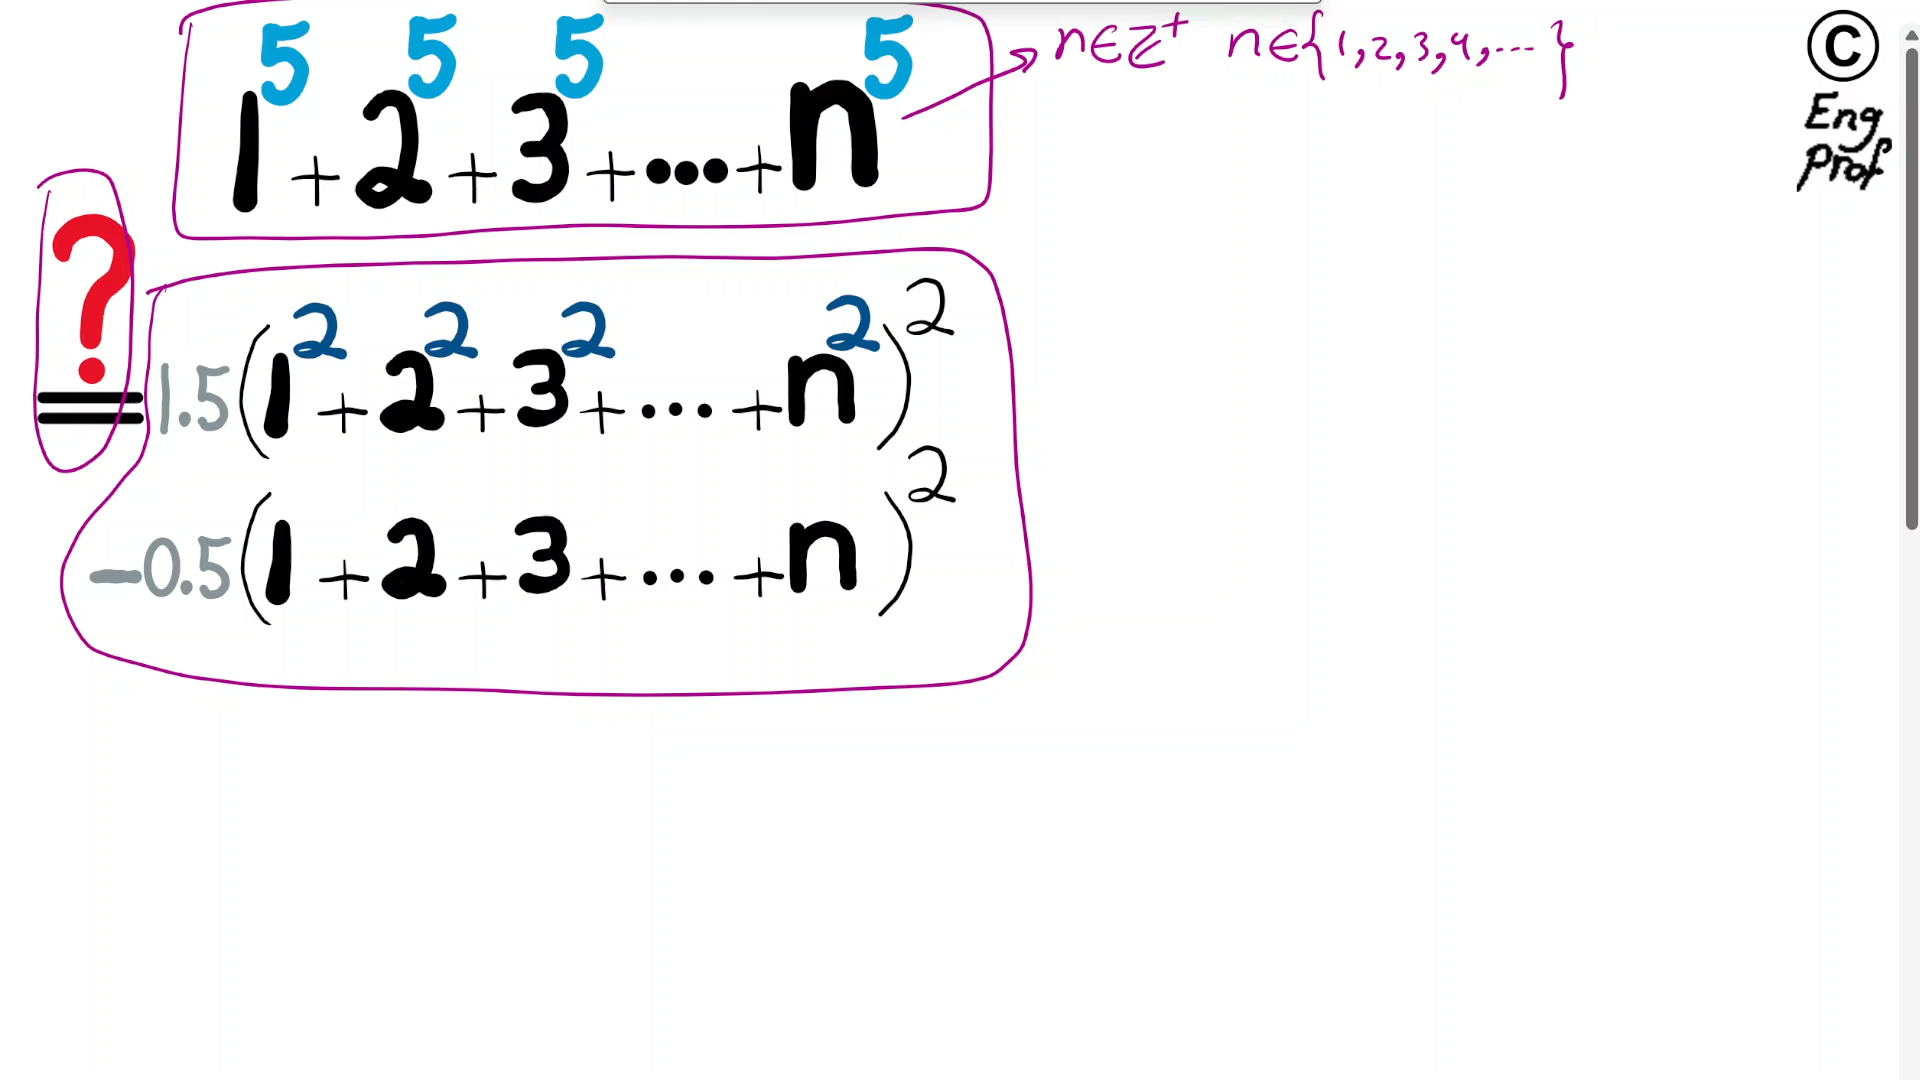 1⁵+2⁵+3⁵+•••+n⁵
n∈ℤ⁺ n∈{1,2,3,4,...}
©
Eng
Prof
?
=1.5(1²+2²+3²+...+n²)²
-0.5(1+2+3+...+n)²